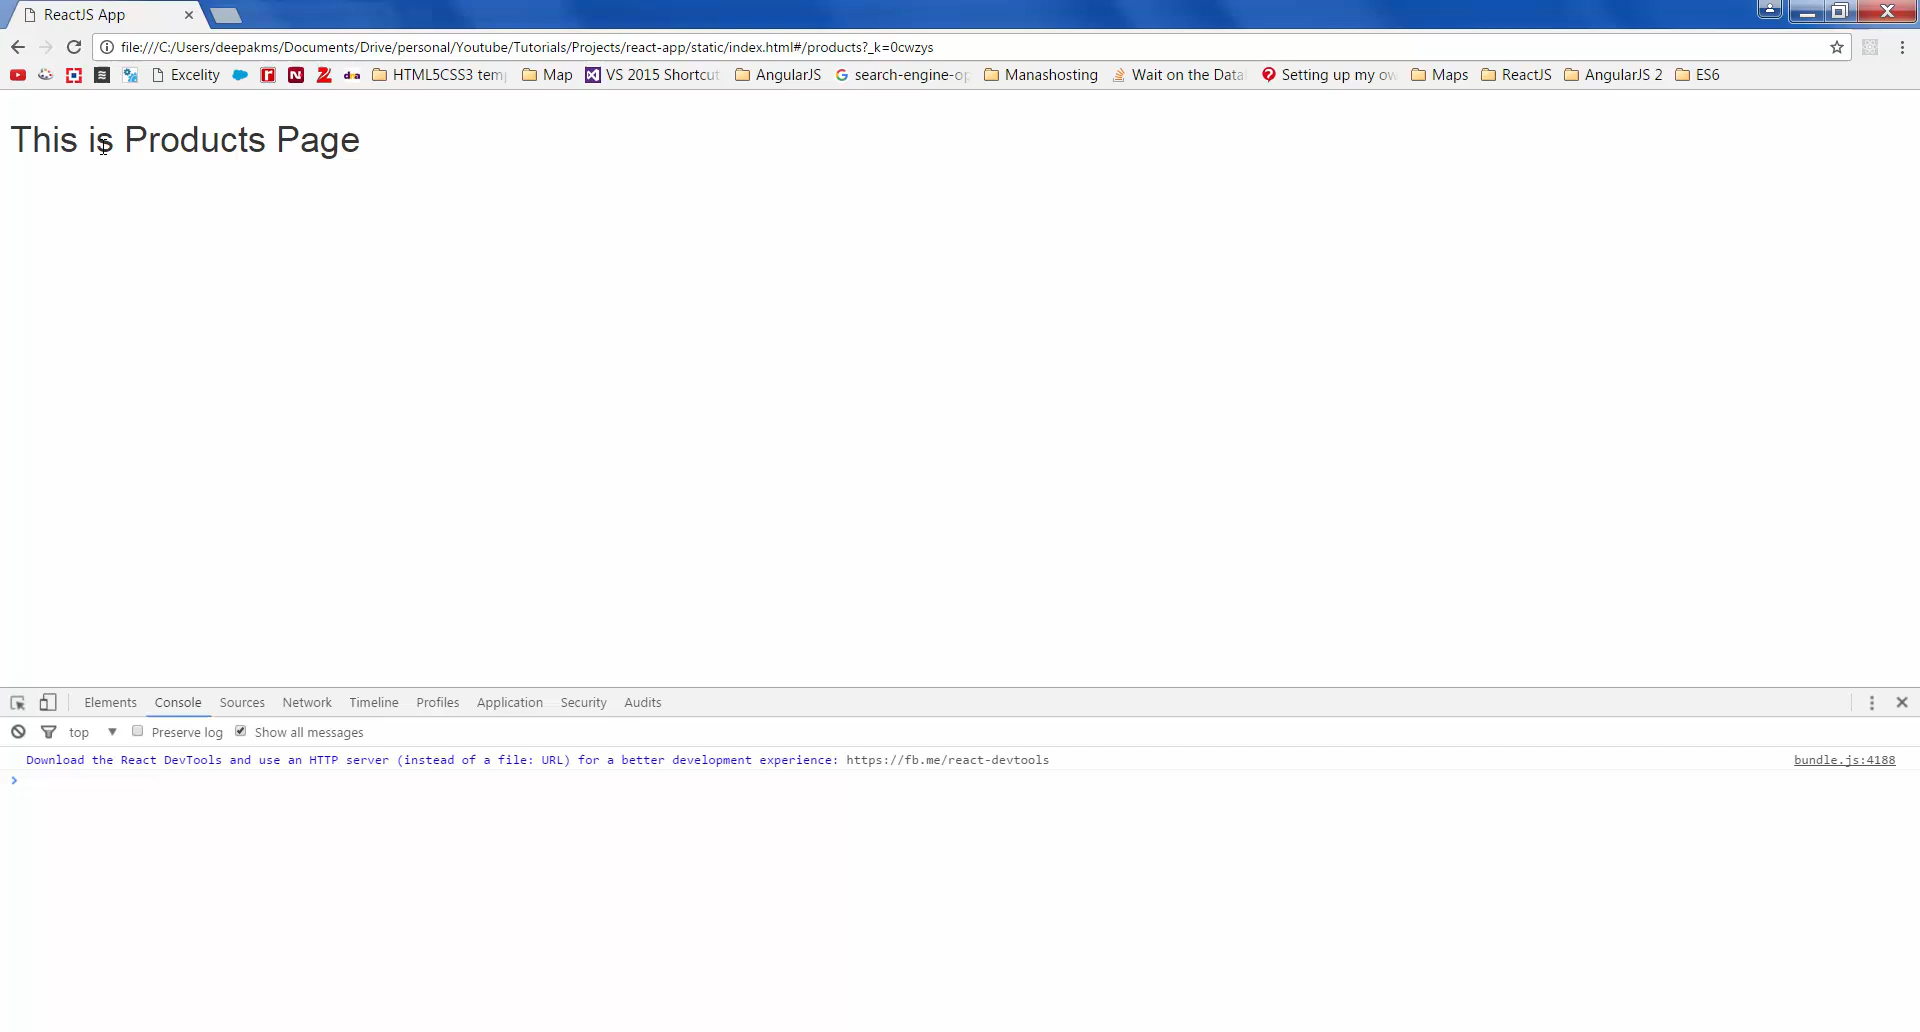 ReactJS App
file:///C:/Users/deepakms/Documents/Drive/personal/Youtube/Tutorials/Projects/react-app/static/index.html#/products?_k=0cwzys
Excelity HTML5CSS3 temp Map VS 2015 Shortcut AngularJS search-engine-op Manashosting Wait on the Data Setting up my ow Maps ReactJS AngularJS 2 ES6
This is Products Page
Elements Console Sources Network Timeline Profiles Application Security Audits
top Preserve log Show all messages
Download the React DevTools and use an HTTP server (instead of a file: URL) for a better development experience: https://fb.me/react-devtools bundle.js:4188